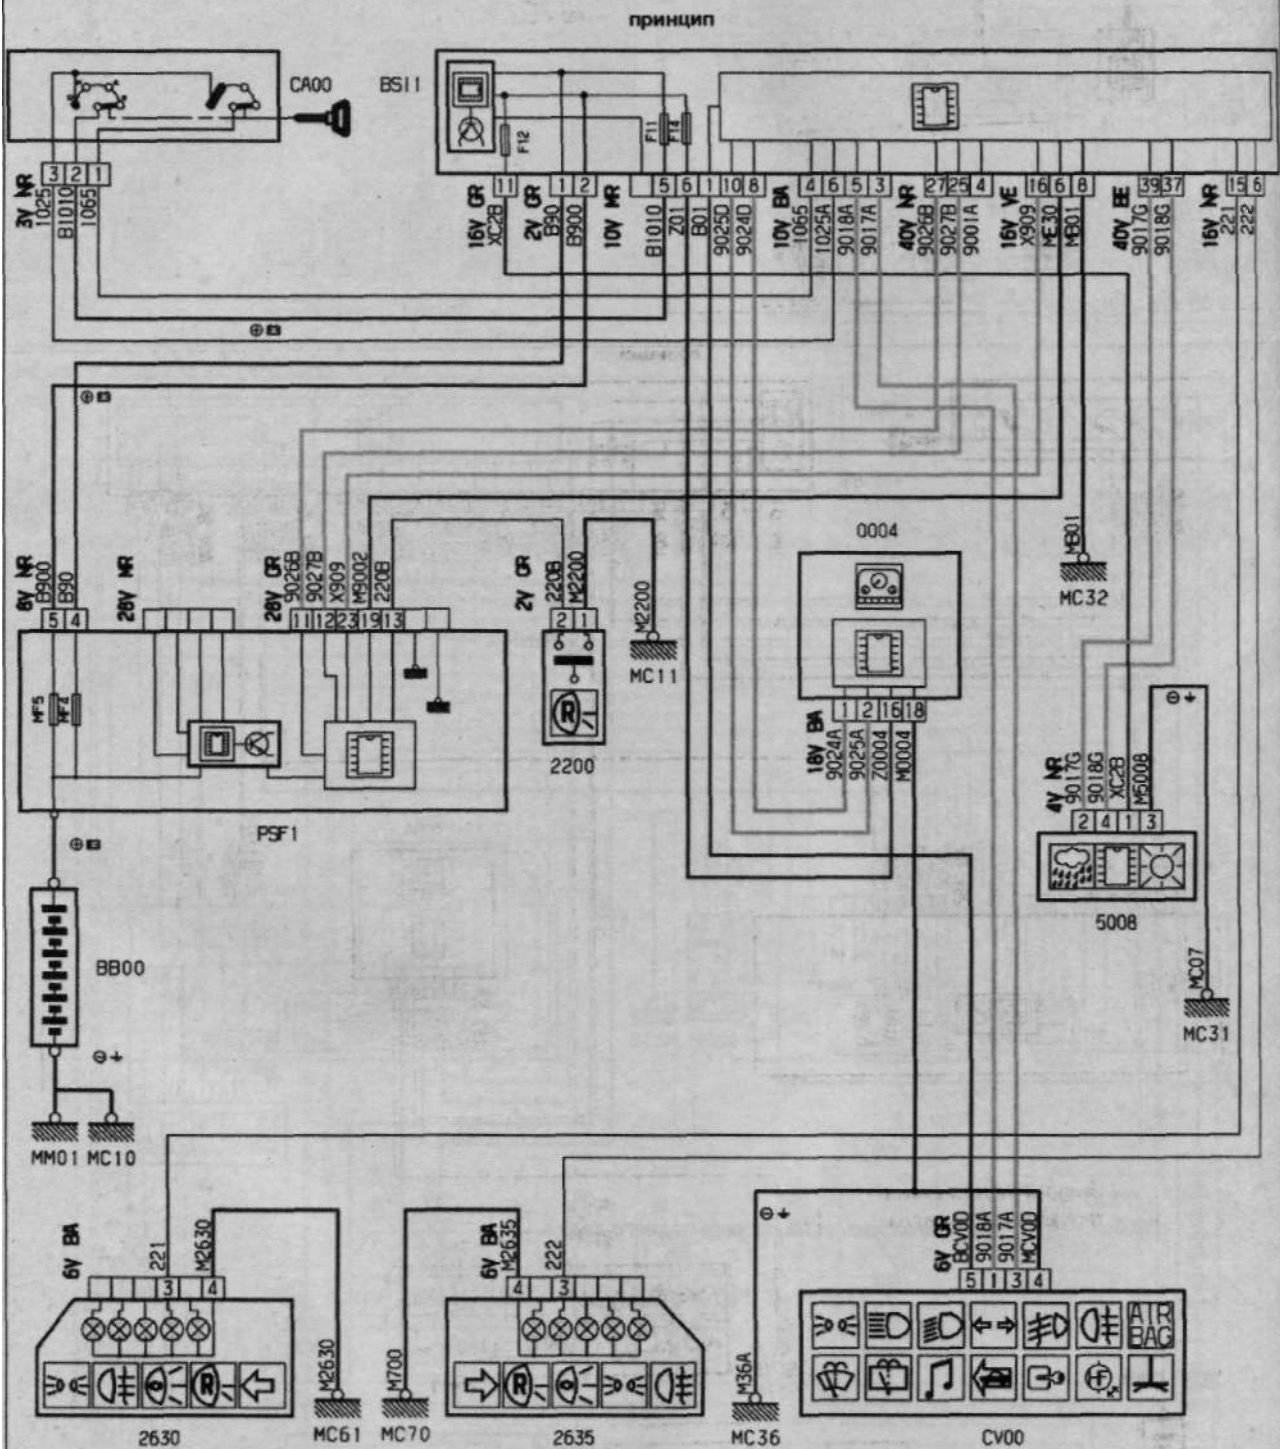 принцип
CA00
BSI1
F12
F11
F14
3 2 1
3V NR
1025
B1010
1065
11 1 2 5 6 1 10 8 4 6 5 3 27 25 4 16 6 8 39 37 15 6
16V GR
XC2B
2V GR
B90
B900
10V MR
B1010
Z01
B01
9025D
9024D
10V BA
1065
1025A
9018A
9017A
40V NR
9026B
9027B
9001A
16V VE
X909
ME30
MB01
40V BE
9017G
9018G
16V NR
221
222
8V NR
B900
B90
28V MR
28V GR
9026B
9027B
X909
M9002
220B
5 4
11 12 23 19 13
MF5
MF4
PSF1
2V GR
220B
M2200
2 1
R
2200
M2200
MC11
0004
1 2 16 18
18V BA
9024A
9025A
Z0004
M0004
MB01
MC32
4V NR
9017G
9018G
XC2B
M5008
2 4 1 3
5008
MC07
MC31
BB00
MM01
MC10
6V BA
221
M2630
3 4
R
2630
M2630
MC61
M700
MC70
6V BA
M2635
222
4 3
R
2635
M36A
MC36
6V GR
BCV00
9018A
9017A
MCV00
5 1 3 4
AIR
BAG
CV00